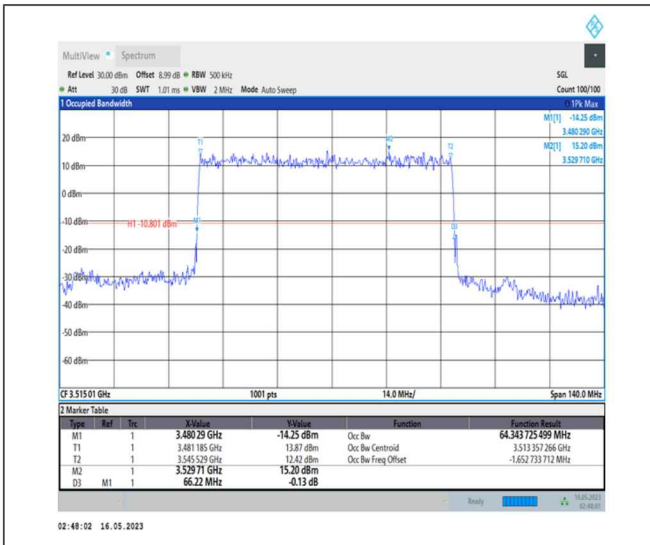 MultiView Spectrum
Ref Level 30.00 dBm Offset 8.99 dB RBW 500 kHz SGL
Att 30 dB SWT 1.01 ms VBW 2 MHz Mode Auto Sweep Count 100/100
1 Occupied Bandwidth 1Pk Max
M1[1] -14.25 dBm
3.480 290 GHz
M2[1] 15.20 dBm
3.529 710 GHz
20 dBm
T1
M2
T2
10 dBm
0 dBm
-10 dBm
H1 -10.801 dBm
M1
D3
-20 dBm
-30 dBm
-40 dBm
-50 dBm
-60 dBm
CF 3.515 01 GHz 1001 pts 14.0 MHz/ Span 140.0 MHz
2 Marker Table
Type Ref Trc X-Value Y-Value Function Function Result
M1 1 3.480 29 GHz -14.25 dBm Occ Bw 64.343 725 499 MHz
T1 1 3.481 185 GHz 13.87 dBm Occ Bw Centroid 3.513 357 266 GHz
T2 1 3.545 529 GHz 12.42 dBm Occ Bw Freq Offset -1.652 733 712 MHz
M2 1 3.529 71 GHz 15.20 dBm
D3 M1 1 66.22 MHz -0.13 dB
Ready 16.05.2023
02:48:01
02:48:02 16.05.2023